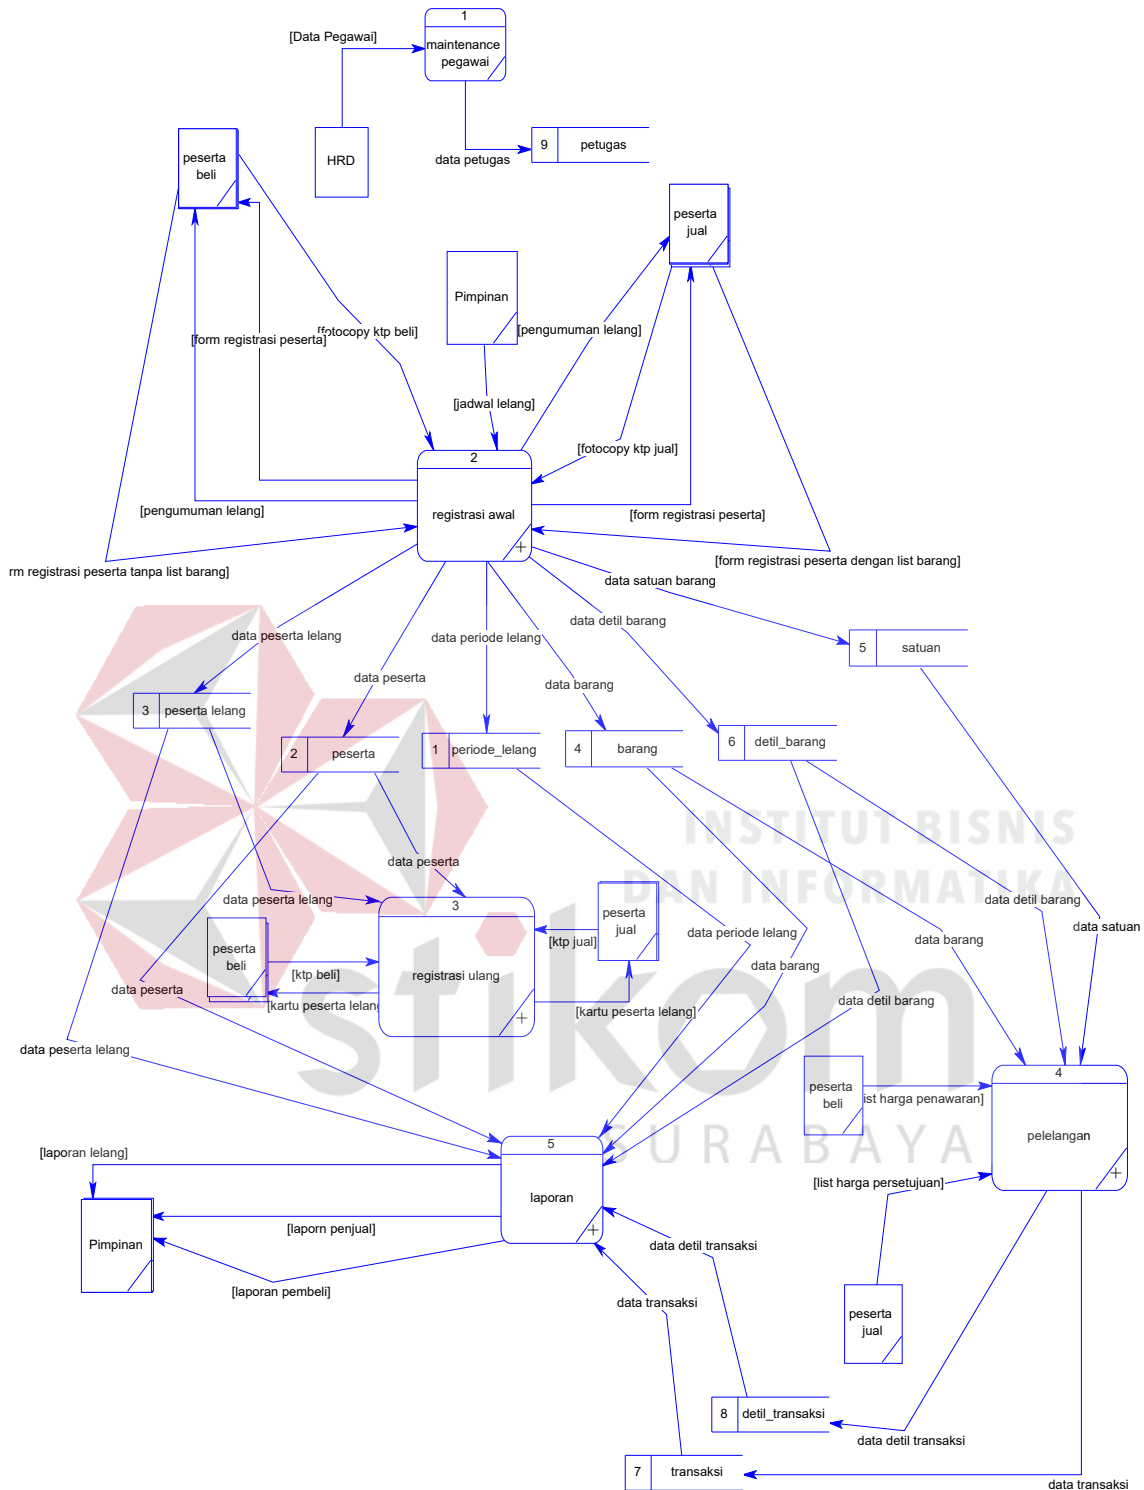 1
[Data Pegawai]
maintenance
pegawai
HRD
data petugas
9 petugas
peserta
beli
peserta
jual
Pimpinan
[fotocopy ktp beli]
[form registrasi peserta]
[pengumuman lelang]
[jadwal lelang]
[fotocopy ktp jual]
2
registrasi awal
[pengumuman lelang]
[form registrasi peserta]
rm registrasi peserta tanpa list barang]
[form registrasi peserta dengan list barang]
data satuan barang
data peserta lelang
data periode lelang
data detil barang
5 satuan
data peserta
data barang
3 peserta lelang
2 peserta
1 periode_lelang
4 barang
6 detil_barang
INSTITUT BISNIS
DAN INFORMATIKA
data peserta
data peserta lelang
data detil barang
data satuan
3
peserta
jual
[ktp jual]
data periode lelang
data barang
peserta
beli
[ktp beli]
registrasi ulang
data barang
data peserta
[kartu peserta lelang
[kartu peserta lelang]
data detil barang
stikom
data peserta lelang
4
peserta
beli
ist harga penawaran]
pelelangan
SURABAYA
5
[laporan lelang]
laporan
[list harga persetujuan]
Pimpinan
[laporn penjual]
data detil transaksi
[laporan pembeli]
data transaksi
peserta
jual
8 detil_transaksi
data detil transaksi
7 transaksi
data transaksi